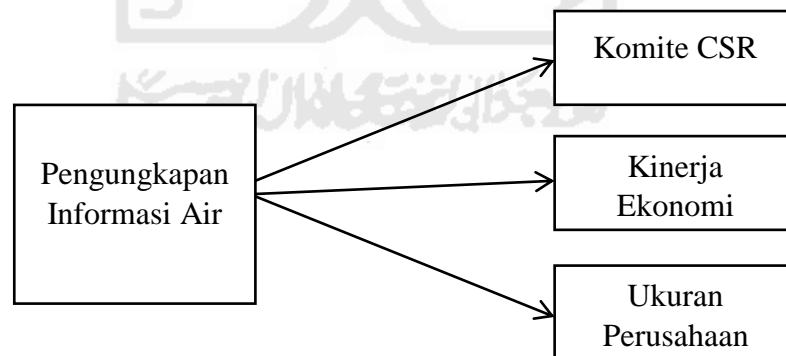 Komite CSR
Pengungkapan
Informasi Air
Kinerja
Ekonomi
Ukuran
Perusahaan